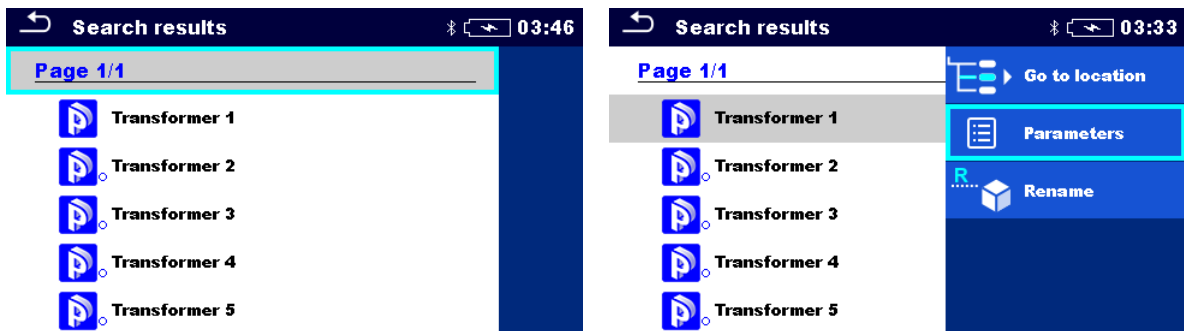 Search results 03:46
Page 1/1
Transformer 1
Transformer 2
Transformer 3
Transformer 4
Transformer 5
Search results 03:33
Page 1/1
Transformer 1
Transformer 2
Transformer 3
Transformer 4
Transformer 5
Go to location
Parameters
R
Rename